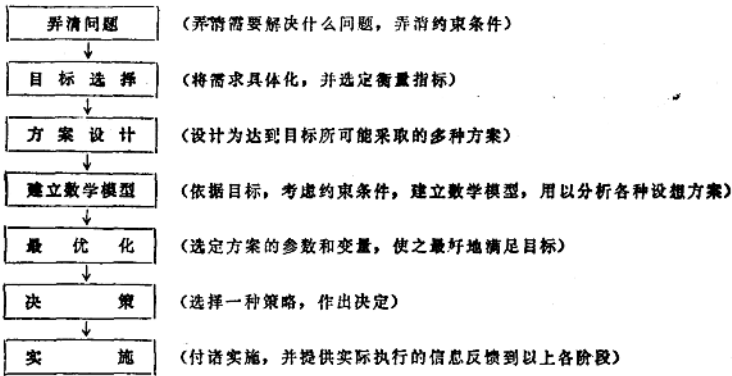 弄清问题 (弄清需要解决什么问题，弄清约束条件)
目标选择 (将需求具体化，并选定衡量指标)
方案设计 (设计为达到目标所可能采取的多种方案)
建立数学模型 (依据目标，考虑约束条件，建立数学模型，用以分析各种设想方案)
最优化 (选定方案的参数和变量，使之最好地满足目标)
决策 (选择一种策略，作出决定)
实施 (付诸实施，并提供实际执行的信息反馈到以上各阶段)